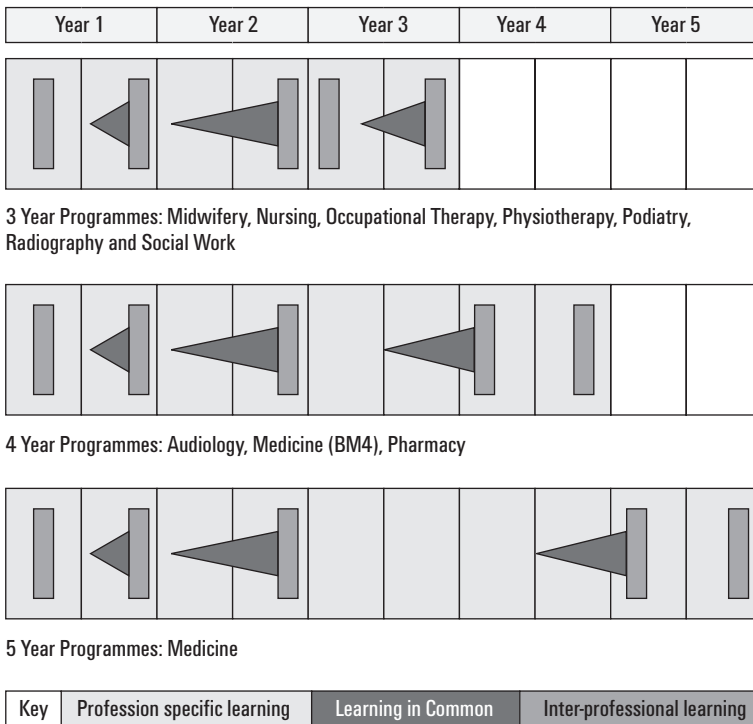 Year 1 Year 2 Year 3 Year 4 Year 5
3 Year Programmes: Midwifery, Nursing, Occupational Therapy, Physiotherapy, Podiatry,
Radiography and Social Work
4 Year Programmes: Audiology, Medicine (BM4), Pharmacy
5 Year Programmes: Medicine
Key Profession specific learning Learning in Common Inter-professional learning